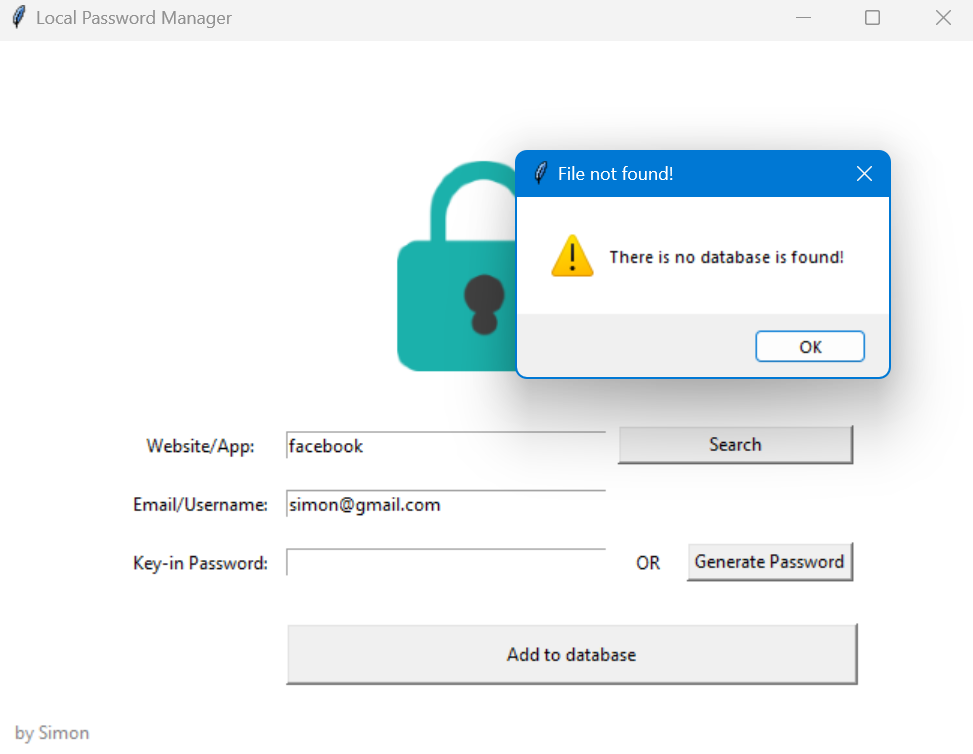 Local Password Manager
File not found!
There is no database is found!
OK
Website/App:
facebook
Search
Email/Username:
simon@gmail.com
Key-in Password:
OR
Generate Password
Add to database
by Simon